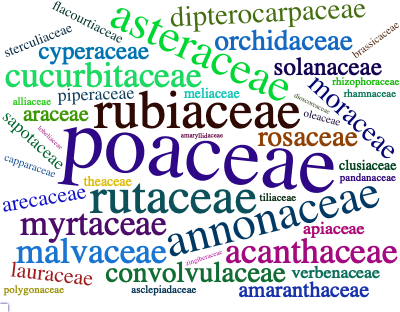 flacourtiaceae
asteraceae
dipterocarpaceae
sterculiaceae
cyperaceae
orchidaceae
brassicaceae
cucurbitaceae
solanaceae
piperaceae
meliaceae
moraceae
rhizophoraceae
rhamnaceae
alliaceae
araceae
rubiaceae
oleaceae
sapotaceae
lobeliaceae
poaceae
amaryllidaceae
rosaceae
clusiaceae
capparaceae
pandanaceae
theaceae
arecaceae
rutaceae
tiliaceae
annonaceae
myrtaceae
apiaceae
malvaceae
acanthaceae
zingiberaceae
lauraceae
convolvulaceae
verbenaceae
polygonaceae
asclepiadaceae
amaranthaceae